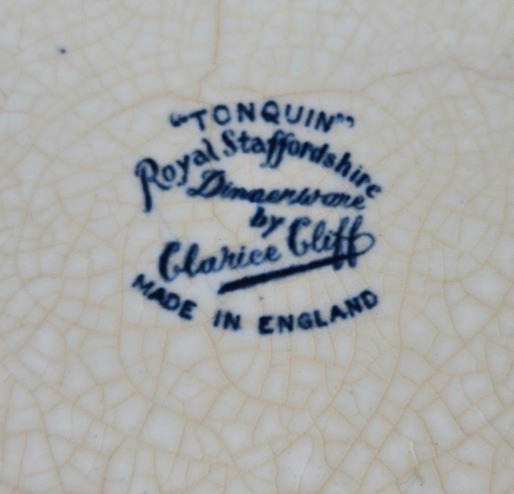 "TONQUIN"
Royal Staffordshire
Dinnerware
by
Clarice Cliff
MADE IN ENGLAND